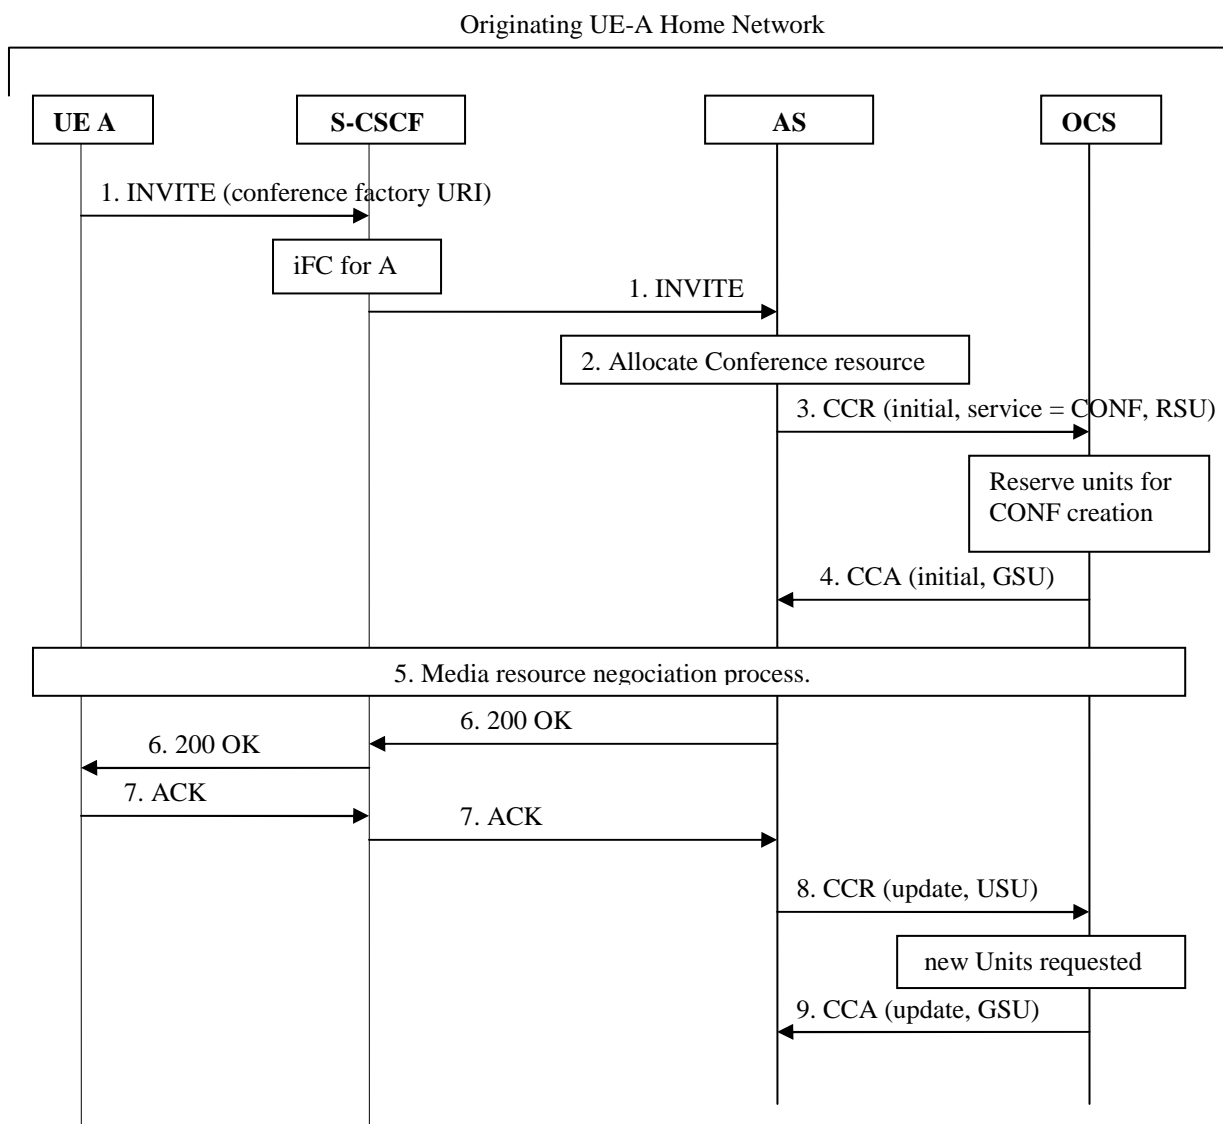 Originating UE-A Home Network
UE A
S-CSCF
AS
OCS
1. INVITE (conference factory URI)
iFC for A
1. INVITE
2. Allocate Conference resource
3. CCR (initial, service = CONF, RSU)
Reserve units for
CONF creation
4. CCA (initial, GSU)
5. Media resource negociation process.
6. 200 OK
6. 200 OK
7. ACK
7. ACK
8. CCR (update, USU)
new Units requested
9. CCA (update, GSU)